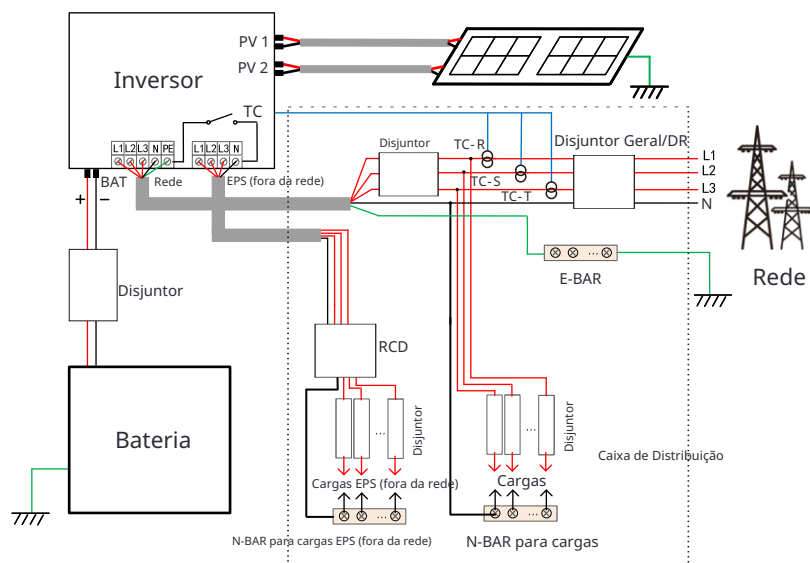 PV 1
Inversor
PV 2
TC
L1 L2 L3 N PE
L1 L2 L3 N
BAT
Rede
EPS (fora da rede)
+
−
Disjuntor
TC-R
TC-S
TC-T
Disjuntor Geral/DR
L1
L2
L3
N
Rede
E-BAR
...
Disjuntor
RCD
Bateria
...
Disjuntor
Cargas EPS (fora da rede)
...
N-BAR para cargas EPS (fora da rede)
...
Disjuntor
Cargas
...
N-BAR para cargas
Caixa de Distribuição